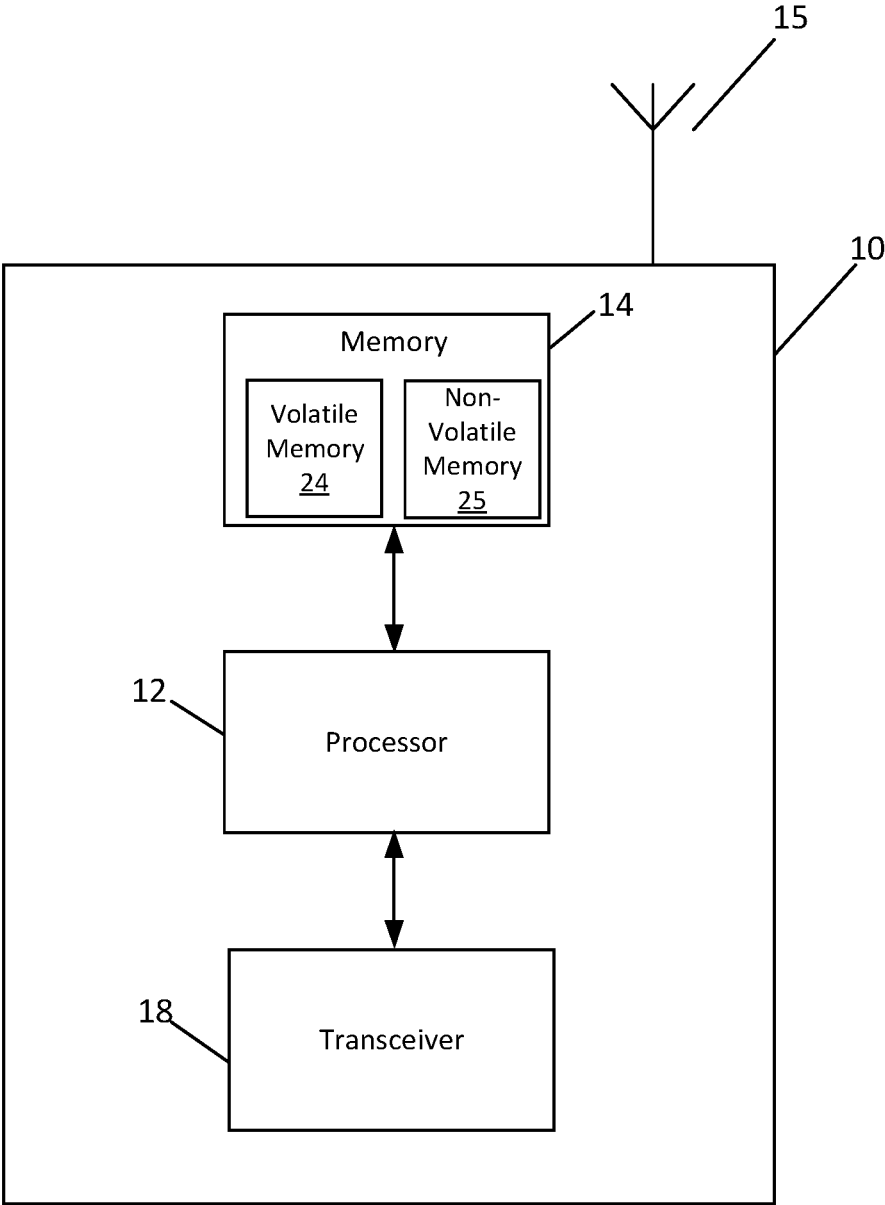 15
10
14
Memory
Volatile
Memory
24
Non-
Volatile
Memory
25
12
Processor
18
Transceiver